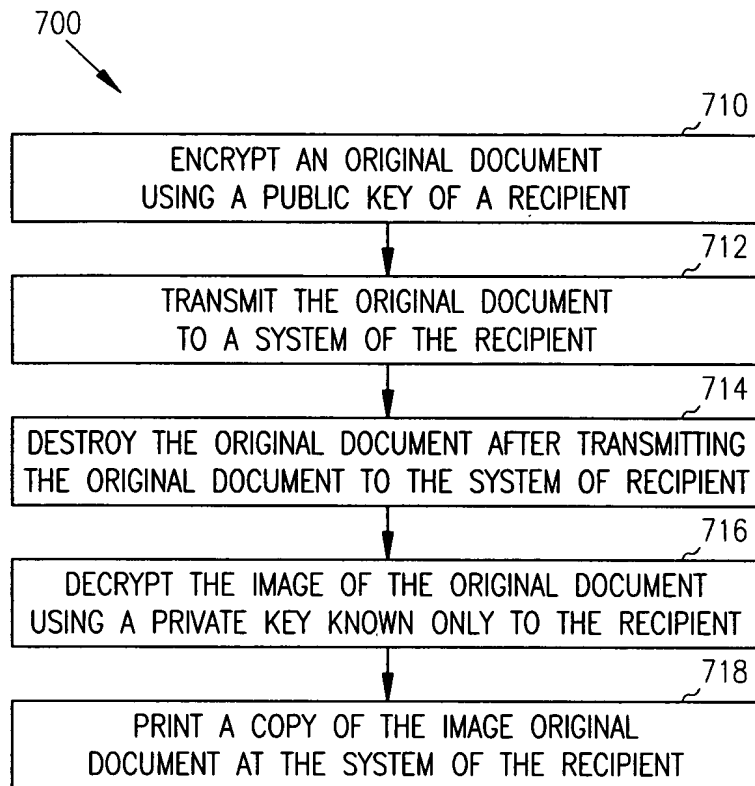 700
710
ENCRYPT AN ORIGINAL DOCUMENT
USING A PUBLIC KEY OF A RECIPIENT
712
TRANSMIT THE ORIGINAL DOCUMENT
TO A SYSTEM OF THE RECIPIENT
714
DESTROY THE ORIGINAL DOCUMENT AFTER TRANSMITTING
THE ORIGINAL DOCUMENT TO THE SYSTEM OF RECIPIENT
716
DECRYPT THE IMAGE OF THE ORIGINAL DOCUMENT
USING A PRIVATE KEY KNOWN ONLY TO THE RECIPIENT
718
PRINT A COPY OF THE IMAGE ORIGINAL
DOCUMENT AT THE SYSTEM OF THE RECIPIENT